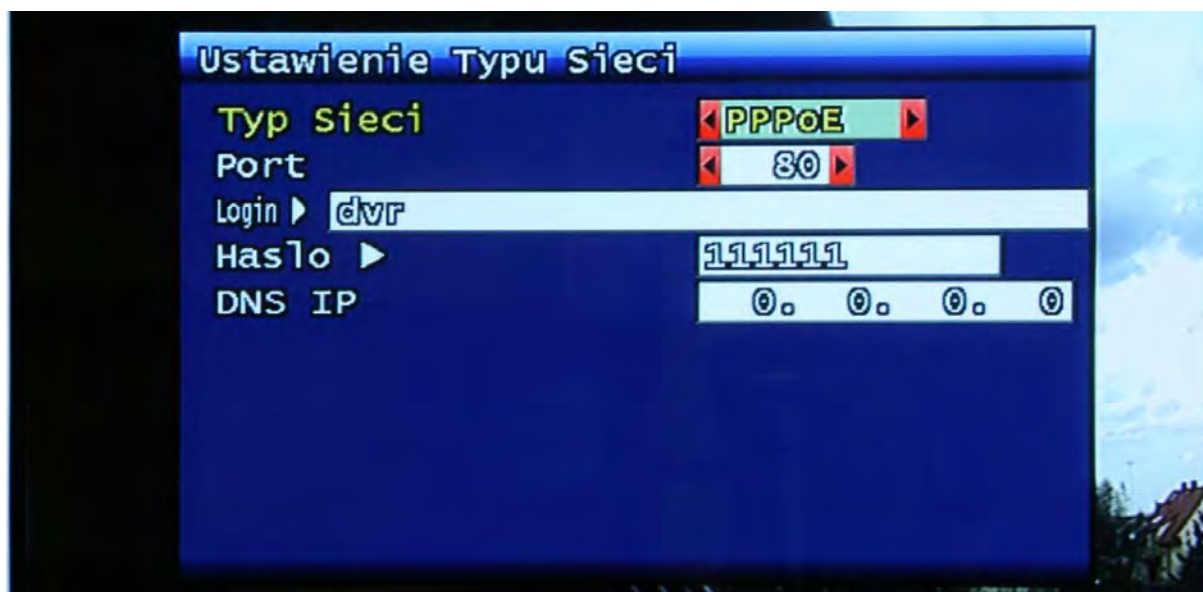 Ustawienie Typu Sieci
Typ Sieci PPPoE
Port 80
Login dvr
Haslo 111111
DNS IP 0. 0. 0. 0